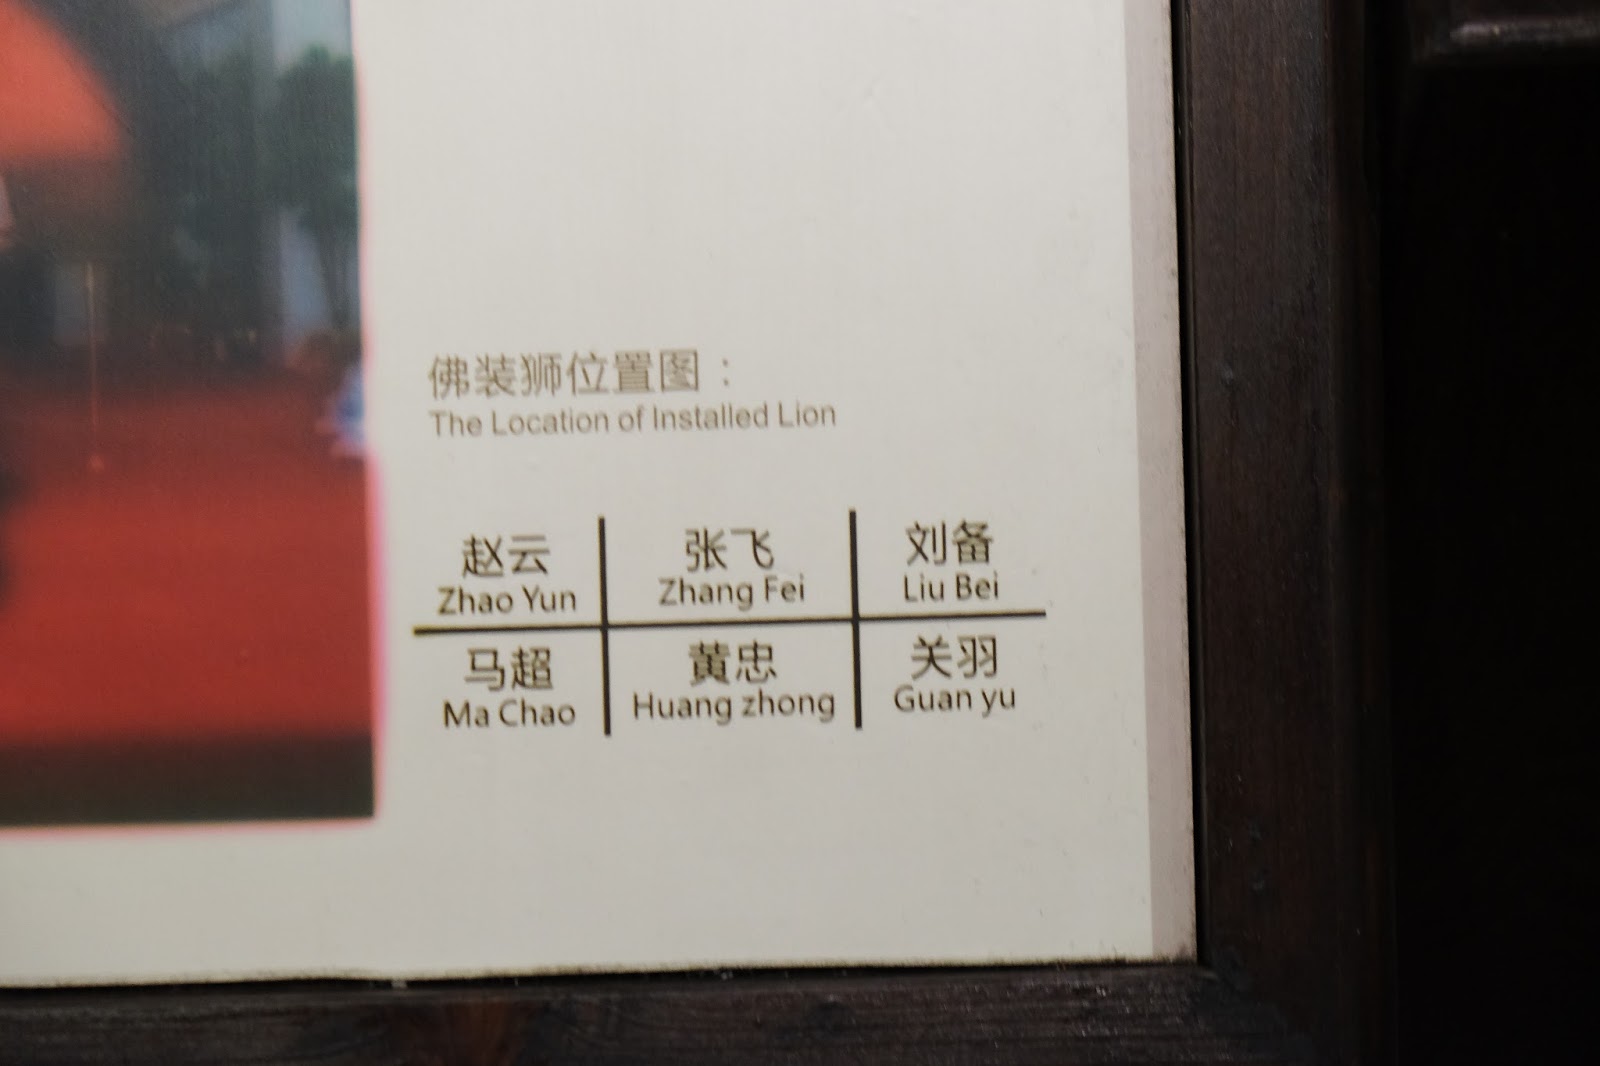 佛装狮位置图：
The Location of Installed Lion
赵云 张飞 刘备
Zhao Yun Zhang Fei Liu Bei
马超 黄忠 关羽
Ma Chao Huang zhong Guan yu